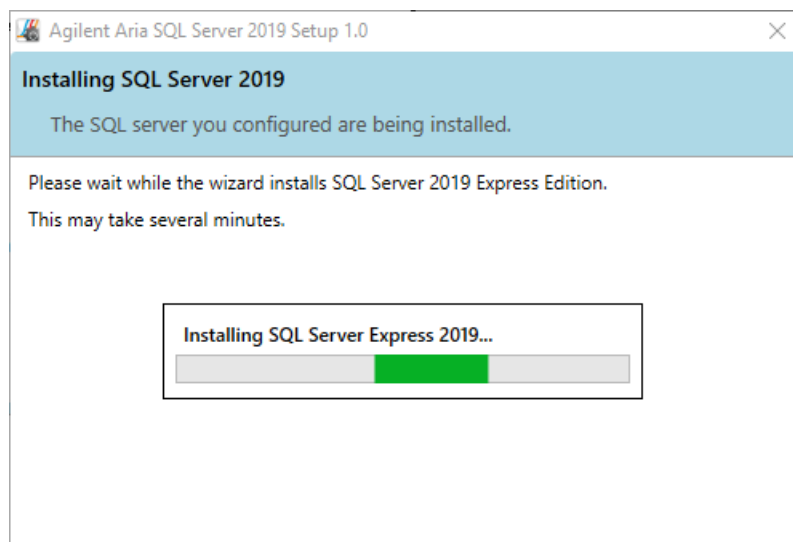 Agilent Aria SQL Server 2019 Setup 1.0
Installing SQL Server 2019
The SQL server you configured are being installed.
Please wait while the wizard installs SQL Server 2019 Express Edition.
This may take several minutes.
Installing SQL Server Express 2019...